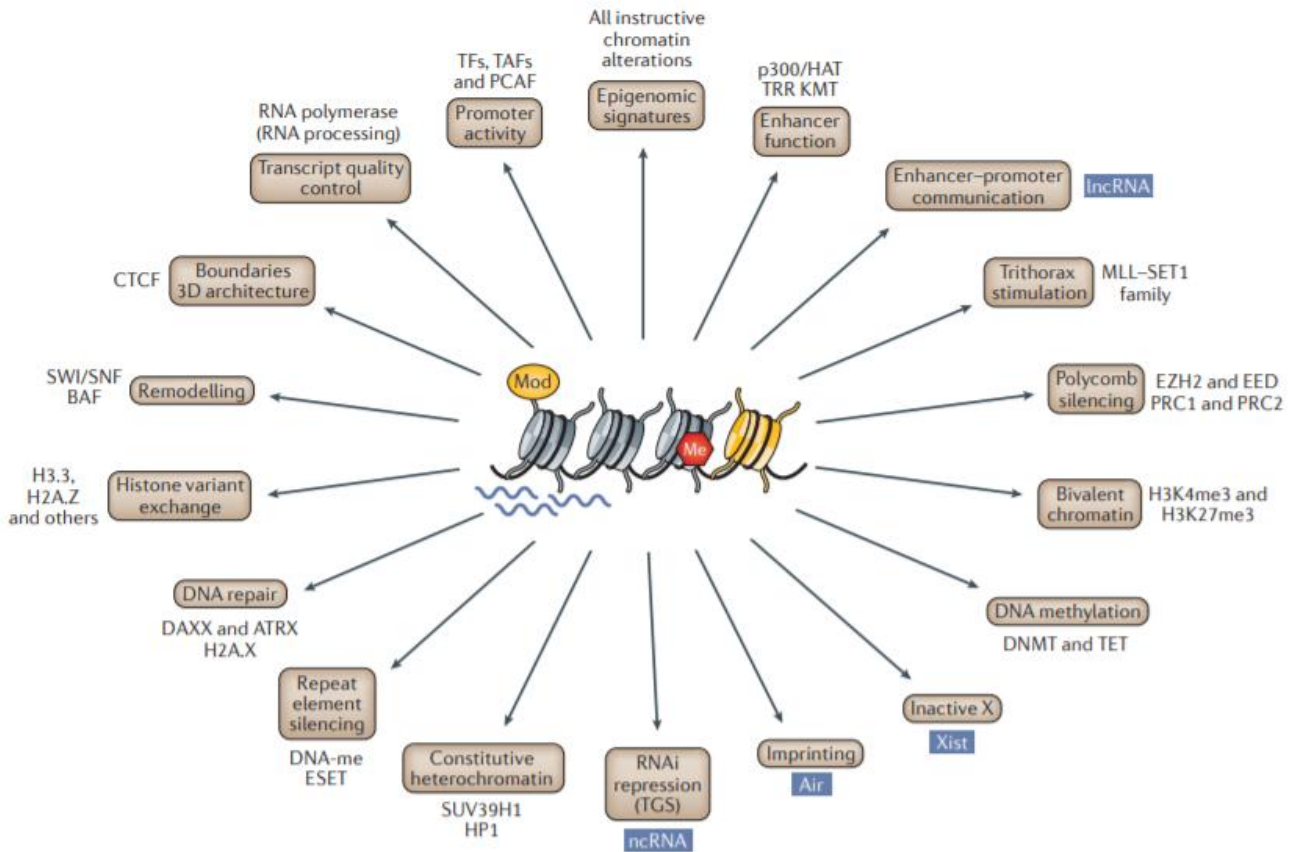 All instructive
chromatin
alterations
Epigenomic
signatures
p300/HAT
TRR KMT
Enhancer
function
Enhancer–promoter
communication
lncRNA
Trithorax
stimulation
MLL–SET1
family
Polycomb
silencing
EZH2 and EED
PRC1 and PRC2
Bivalent
chromatin
H3K4me3 and
H3K27me3
DNA methylation
DNMT and TET
Inactive X
Xist
Imprinting
Air
RNAi
repression
(TGS)
ncRNA
Constitutive
heterochromatin
SUV39H1
HP1
Repeat
element
silencing
DNA-me
ESET
DNA repair
DAXX and ATRX
H2A.X
H3.3,
H2A.Z
and others
Histone variant
exchange
SWI/SNF
BAF
Remodelling
CTCF
Boundaries
3D architecture
RNA polymerase
(RNA processing)
Transcript quality
control
TFs, TAFs
and PCAF
Promoter
activity
Mod
Me